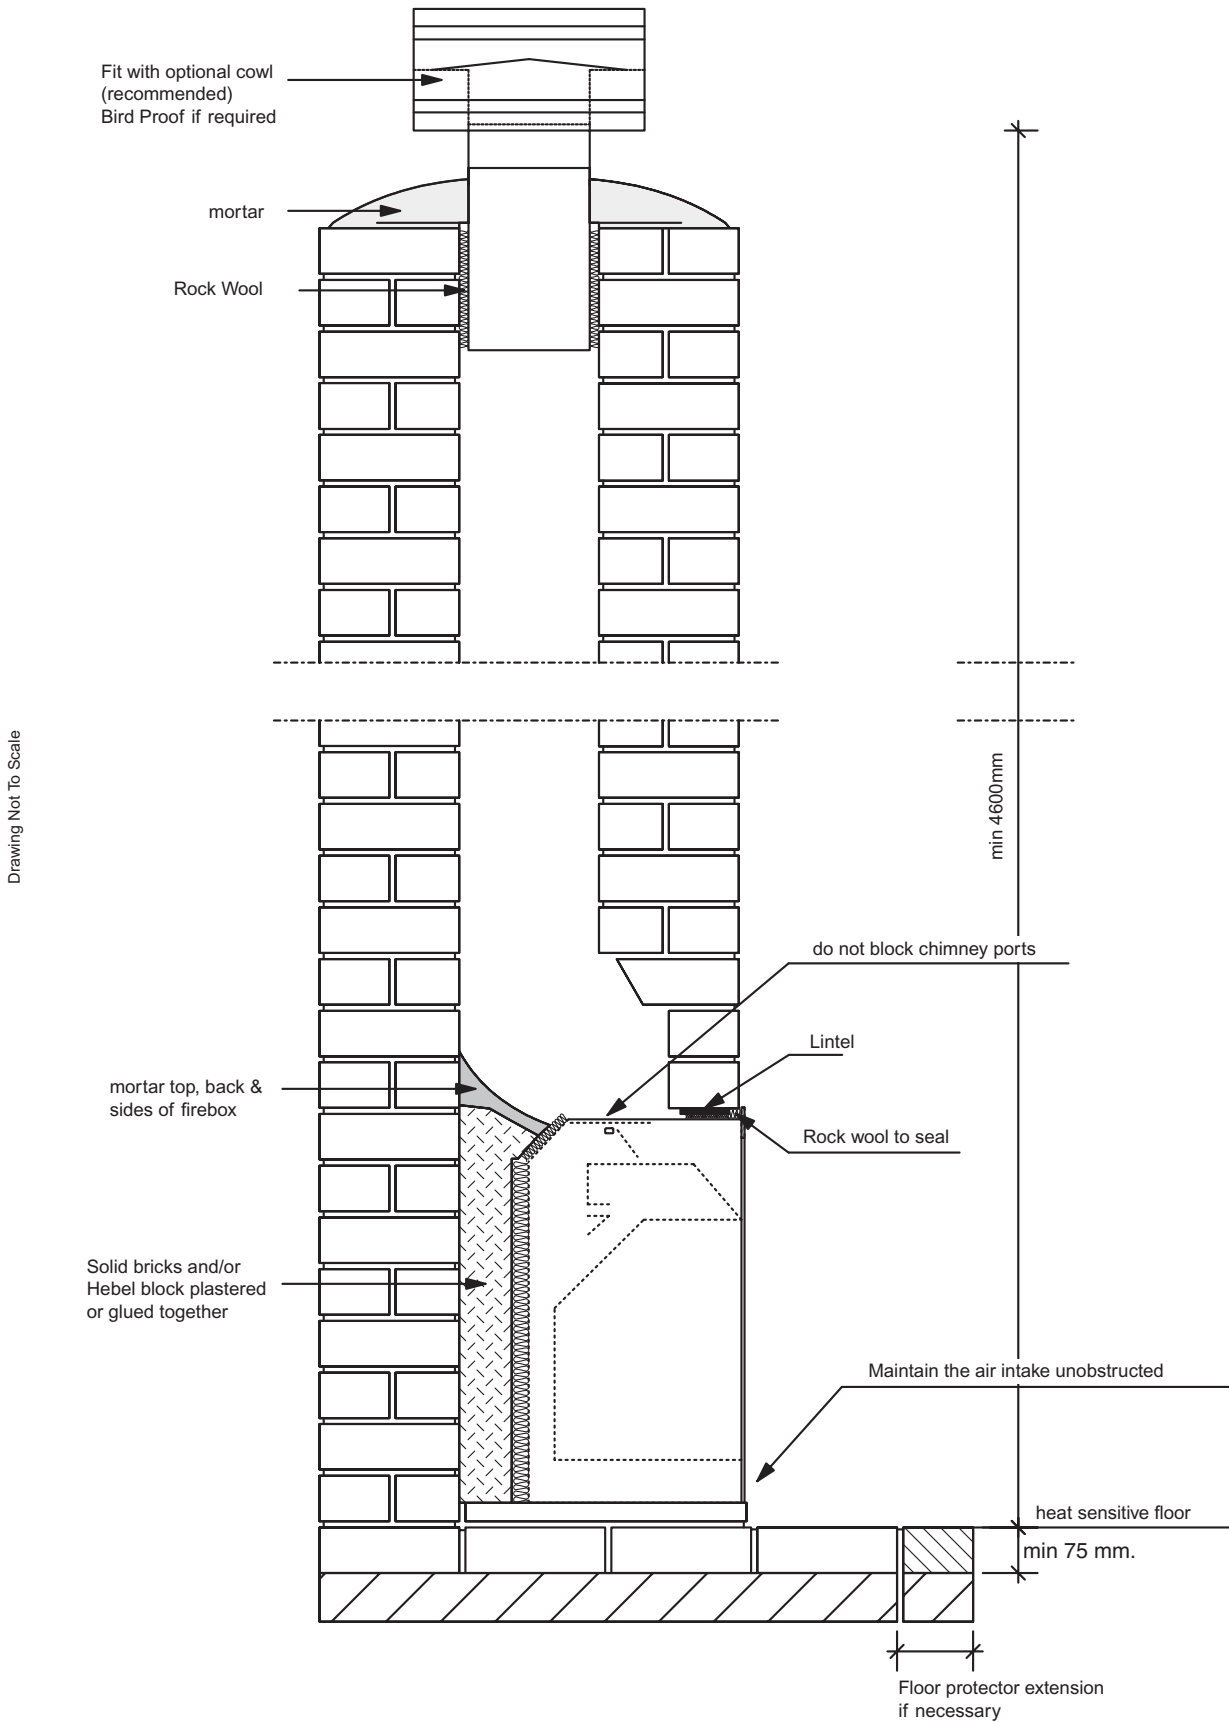 Fit with optional cowl
(recommended)
Bird Proof if required
mortar
Rock Wool
Drawing Not To Scale
min 4600mm
do not block chimney ports
Lintel
mortar top, back &
sides of firebox
Rock wool to seal
Solid bricks and/or
Hebel block plastered
or glued together
Maintain the air intake unobstructed
heat sensitive floor
min 75 mm.
Floor protector extension
if necessary